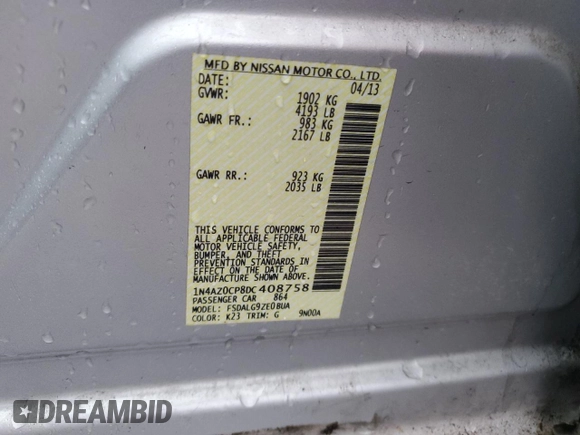 MFD BY NISSAN MOTOR CO., LTD.
DATE: 04/13
GVWR: 1902 KG
4193 LB
GAWR FR.: 983 KG
2167 LB
GAWR RR.: 923 KG
2035 LB
THIS VEHICLE CONFORMS TO
ALL APPLICABLE FEDERAL
MOTOR VEHICLE SAFETY,
BUMPER, AND THEFT
PREVENTION STANDARDS IN
EFFECT ON THE DATE OF
MANUFACTURE SHOWN ABOVE.
1N4AZ0CP8DC408758
PASSENGER CAR 864
MODEL: FSDALG9ZE08UA
COLOR: K23 TRIM: G 9N00A
DREAMBID